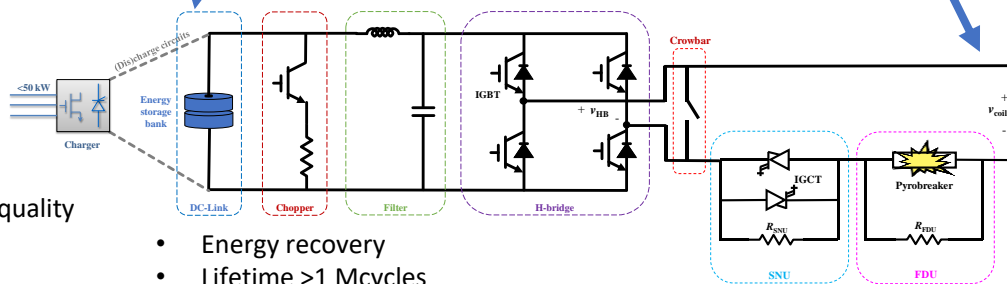 (Dis)charge circuits
<50 kW
Charger
Energy
storage
bank
DC-Link
Chopper
Filter
IGBT
+ vHB -
H-bridge
Crowbar
IGCT
RSNU
SNU
Pyrobreaker
RFDU
FDU
+
vcoil
-
quality
• Energy recovery
• Lifetime >1 Mcycles